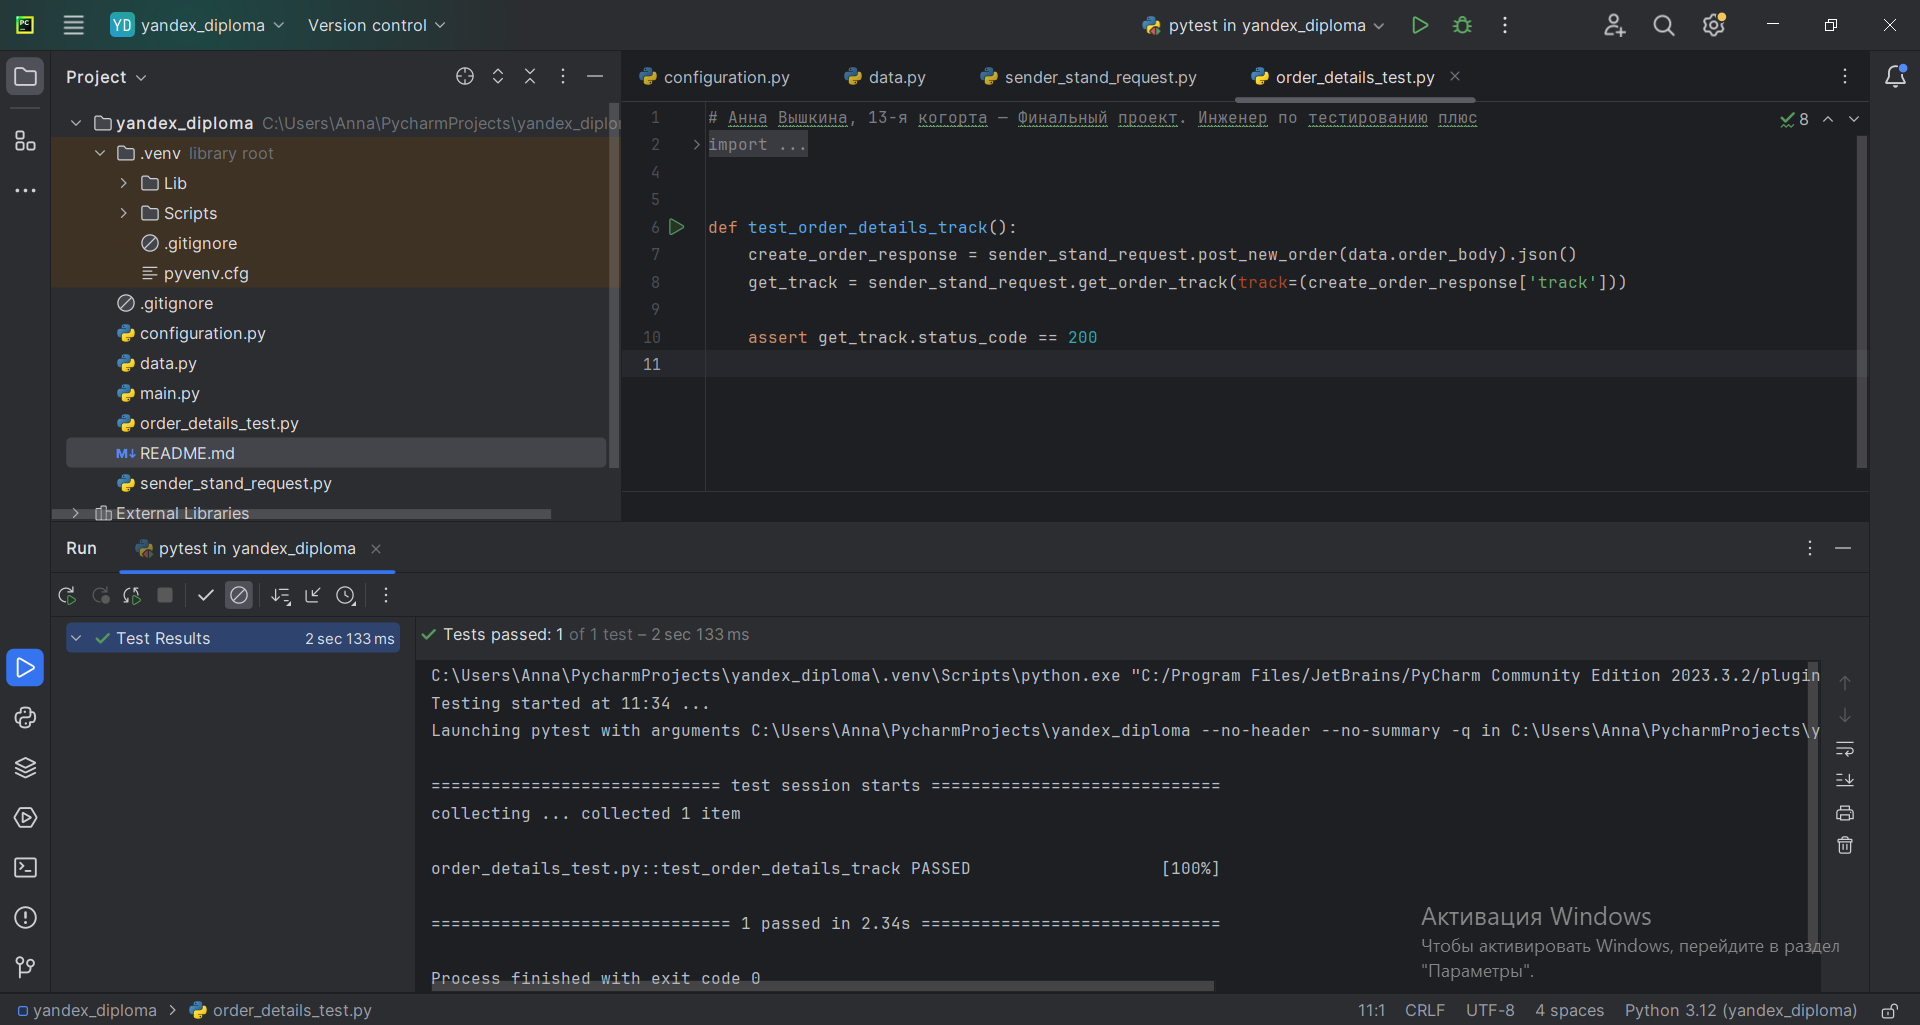 PC
YD yandex_diploma
Version control
pytest in yandex_diploma
Project
yandex_diploma C:\Users\Anna\PycharmProjects\yandex_diplo
.venv library root
Lib
Scripts
.gitignore
pyvenv.cfg
.gitignore
configuration.py
data.py
main.py
order_details_test.py
M↓ README.md
sender_stand_request.py
External Libraries
configuration.py
data.py
sender_stand_request.py
order_details_test.py
8
1 # Анна Вышкина, 13-я когорта — Финальный проект. Инженер по тестированию плюс
2 import ...
4
5
6 def test_order_details_track():
7 create_order_response = sender_stand_request.post_new_order(data.order_body).json()
8 get_track = sender_stand_request.get_order_track(track=(create_order_response['track']))
9
10 assert get_track.status_code == 200
11
Run
pytest in yandex_diploma
Test Results 2 sec 133 ms
Tests passed: 1 of 1 test – 2 sec 133 ms
C:\Users\Anna\PycharmProjects\yandex_diploma\.venv\Scripts\python.exe "C:/Program Files/JetBrains/PyCharm Community Edition 2023.3.2/plugin
Testing started at 11:34 ...
Launching pytest with arguments C:\Users\Anna\PycharmProjects\yandex_diploma --no-header --no-summary -q in C:\Users\Anna\PycharmProjects\y
============================= test session starts =============================
collecting ... collected 1 item
order_details_test.py::test_order_details_track PASSED [100%]
============================== 1 passed in 2.34s ==============================
Process finished with exit code 0
Активация Windows
Чтобы активировать Windows, перейдите в раздел
"Параметры".
yandex_diploma
order_details_test.py
11:1
CRLF
UTF-8
4 spaces
Python 3.12 (yandex_diploma)